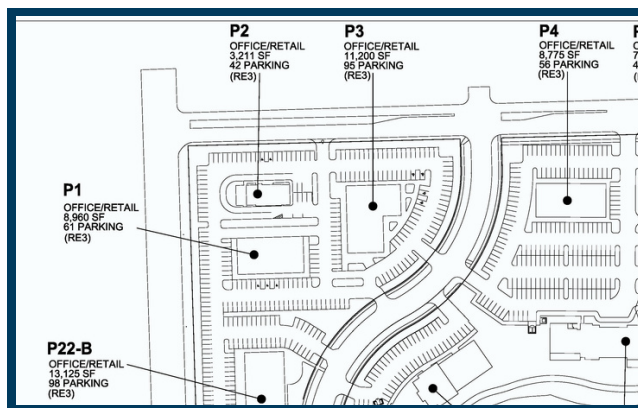 P2
OFFICE/RETAIL
3,211 SF
42 PARKING
(RE3)
P3
OFFICE/RETAIL
11,200 SF
95 PARKING
(RE3)
P4
OFFICE/RETAIL
8,775 SF
56 PARKING
(RE3)
P1
OFFICE/RETAIL
8,960 SF
61 PARKING
(RE3)
P22-B
OFFICE/RETAIL
13,125 SF
98 PARKING
(RE3)